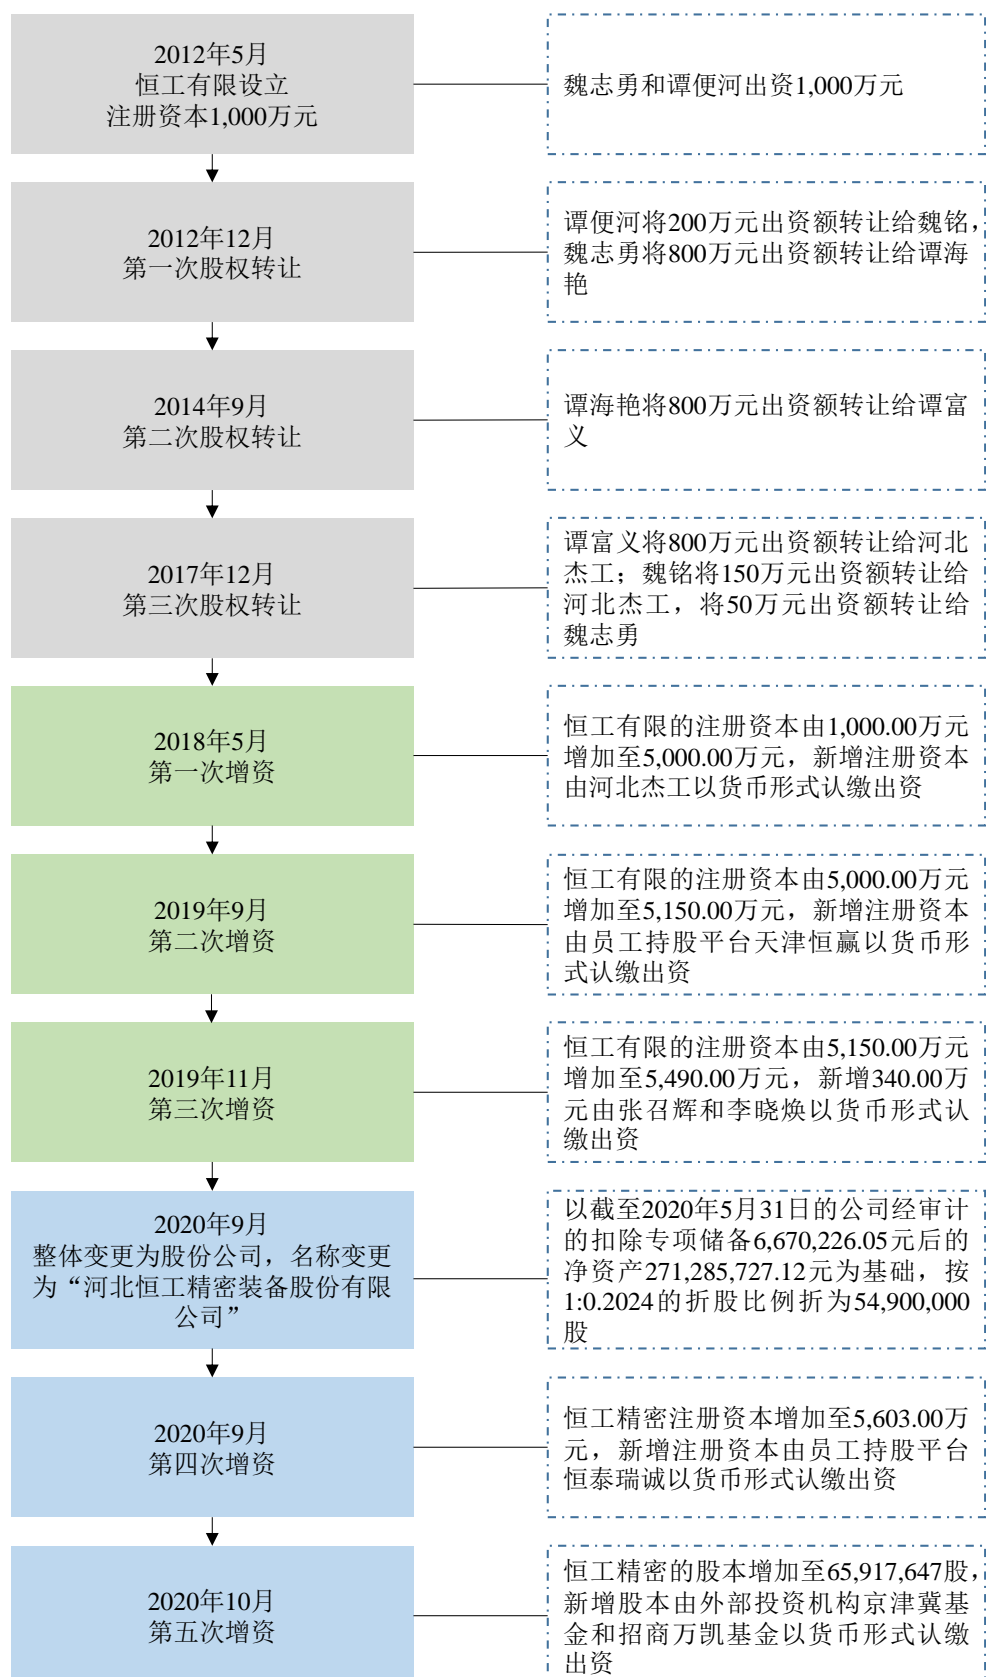 2012年5月
恒工有限设立
注册资本1,000万元
魏志勇和谭便河出资1,000万元
2012年12月
第一次股权转让
谭便河将200万元出资额转让给魏铭，
魏志勇将800万元出资额转让给谭海
艳
2014年9月
第二次股权转让
谭海艳将800万元出资额转让给谭富
义
2017年12月
第三次股权转让
谭富义将800万元出资额转让给河北
杰工；魏铭将150万元出资额转让给
河北杰工，将50万元出资额转让给
魏志勇
2018年5月
第一次增资
恒工有限的注册资本由1,000.00万元
增加至5,000.00万元，新增注册资本
由河北杰工以货币形式认缴出资
2019年9月
第二次增资
恒工有限的注册资本由5,000.00万元
增加至5,150.00万元，新增注册资本
由员工持股平台天津恒赢以货币形
式认缴出资
2019年11月
第三次增资
恒工有限的注册资本由5,150.00万元
增加至5,490.00万元，新增340.00万
元由张召辉和李晓焕以货币形式认
缴出资
2020年9月
整体变更为股份公司，名称变更
为“河北恒工精密装备股份有限
公司”
以截至2020年5月31日的公司经审计
的扣除专项储备6,670,226.05元后的
净资产271,285,727.12元为基础，按
1:0.2024的折股比例折为54,900,000
股
2020年9月
第四次增资
恒工精密注册资本增加至5,603.00万
元，新增注册资本由员工持股平台
恒泰瑞诚以货币形式认缴出资
2020年10月
第五次增资
恒工精密的股本增加至65,917,647股，
新增股本由外部投资机构京津冀基
金和招商万凯基金以货币形式认缴
出资